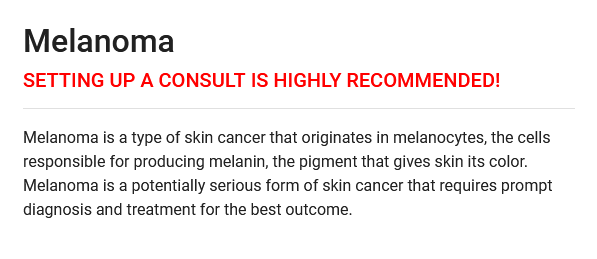 Melanoma
SETTING UP A CONSULT IS HIGHLY RECOMMENDED!
Melanoma is a type of skin cancer that originates in melanocytes, the cells
responsible for producing melanin, the pigment that gives skin its color.
Melanoma is a potentially serious form of skin cancer that requires prompt
diagnosis and treatment for the best outcome.